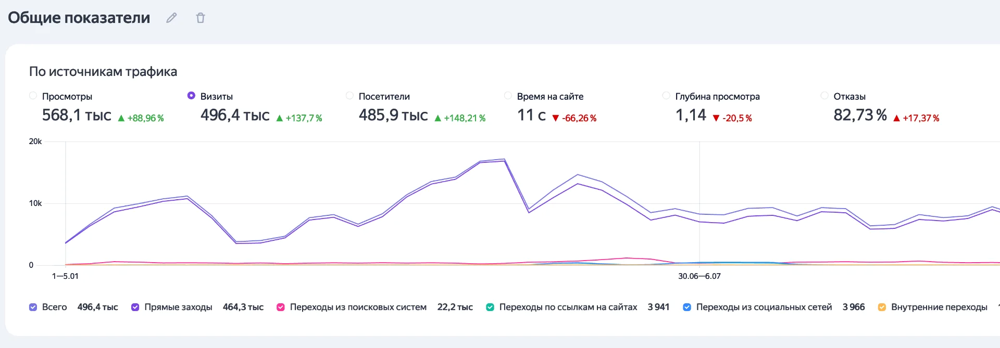 Общие показатели
По источникам трафика
Просмотры Визиты Посетители Время на сайте Глубина просмотра Отказы
568,1 тыс ▲ +88,96 % 496,4 тыс ▲ +137,7 % 485,9 тыс ▲ +148,21 % 11 с ▼ -66,26 % 1,14 ▼ -20,5 % 82,73 % ▲ +17,37 %
20k
10k
0
1—5.01 30.06—6.07
Всего 496,4 тыс Прямые заходы 464,3 тыс Переходы из поисковых систем 22,2 тыс Переходы по ссылкам на сайтах 3 941 Переходы из социальных сетей 3 966 Внутренние переходы